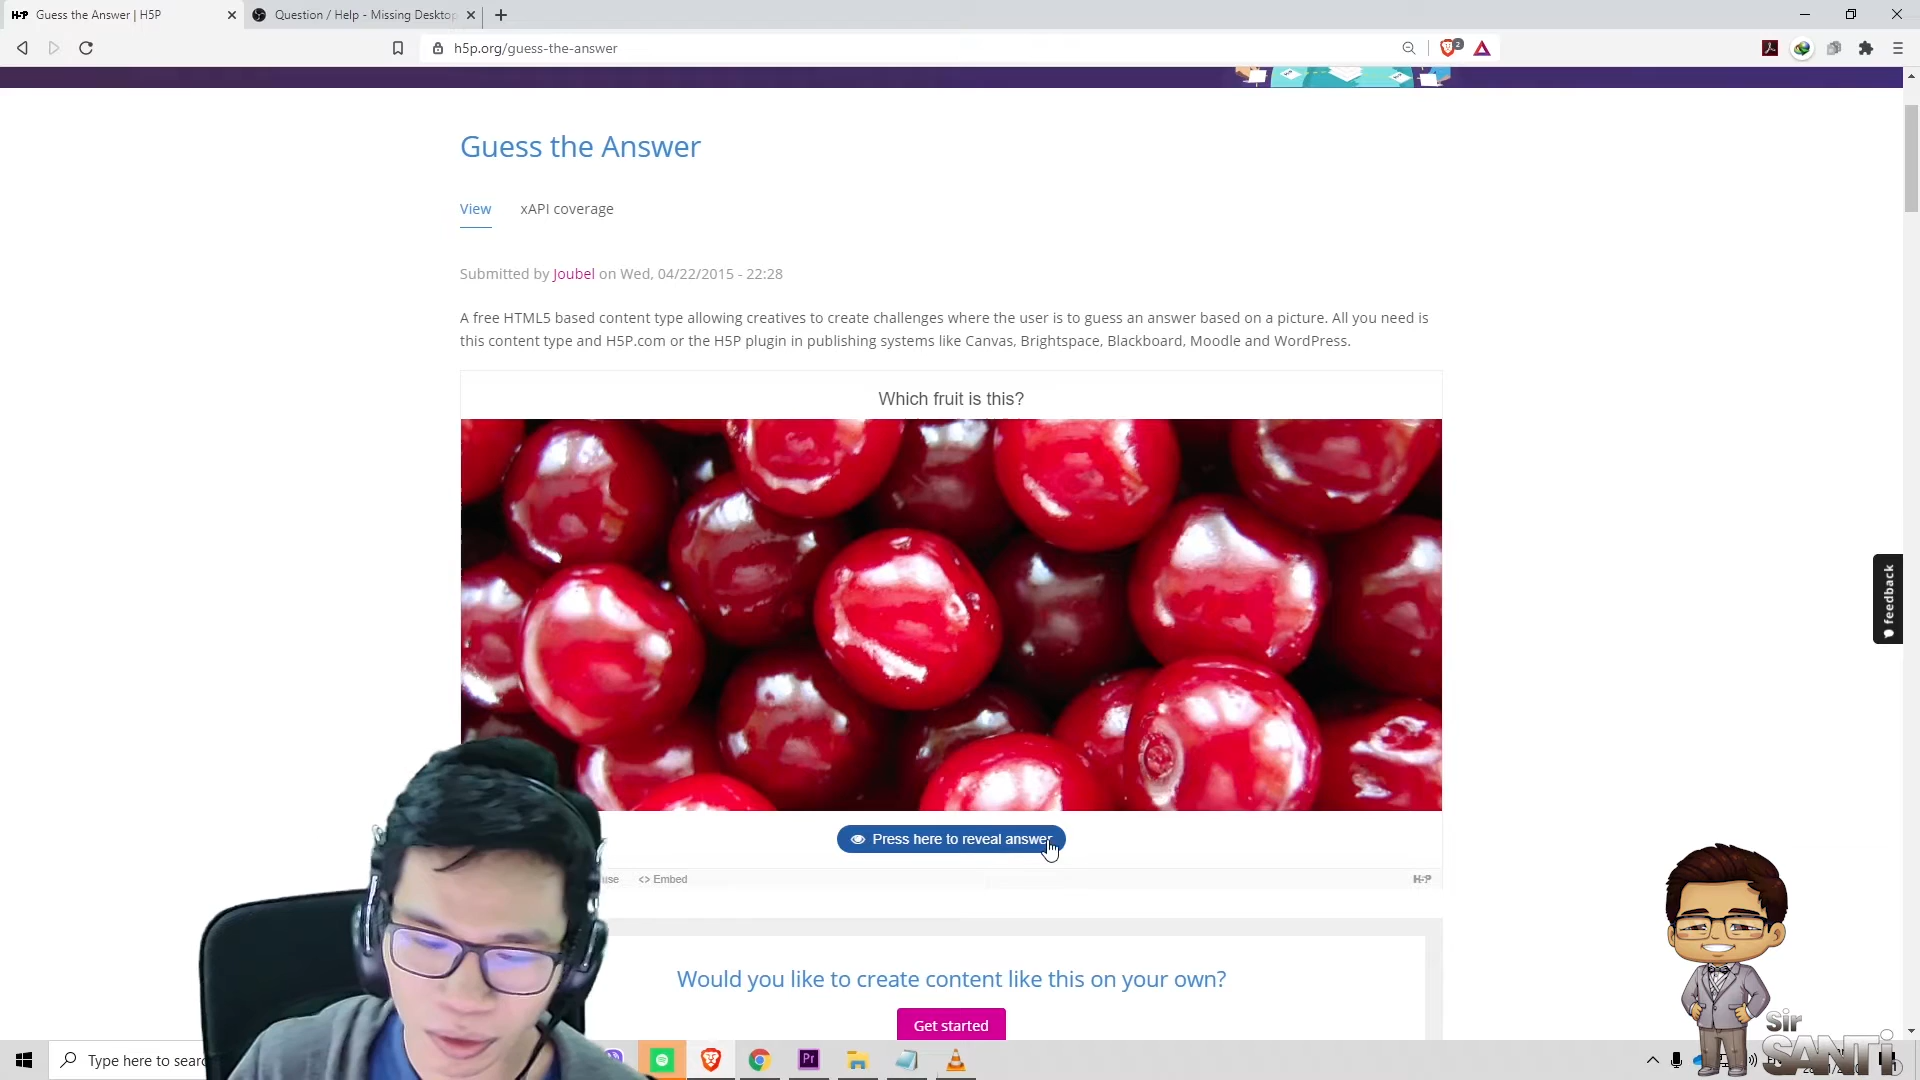 H-P Guess the Answer | H5P
Question / Help - Missing Desktop
h5p.org/guess-the-answer
2
Guess the Answer
View
xAPI coverage
Submitted by Joubel on Wed, 04/22/2015 - 22:28
A free HTML5 based content type allowing creatives to create challenges where the user is to guess an answer based on a picture. All you need is
this content type and H5P.com or the H5P plugin in publishing systems like Canvas, Brightspace, Blackboard, Moodle and WordPress.
Which fruit is this?
feedback
Press here to reveal answer
use
<> Embed
H-P
Would you like to create content like this on your own?
Get started
Sir
SANTi
Type here to searc
Pr